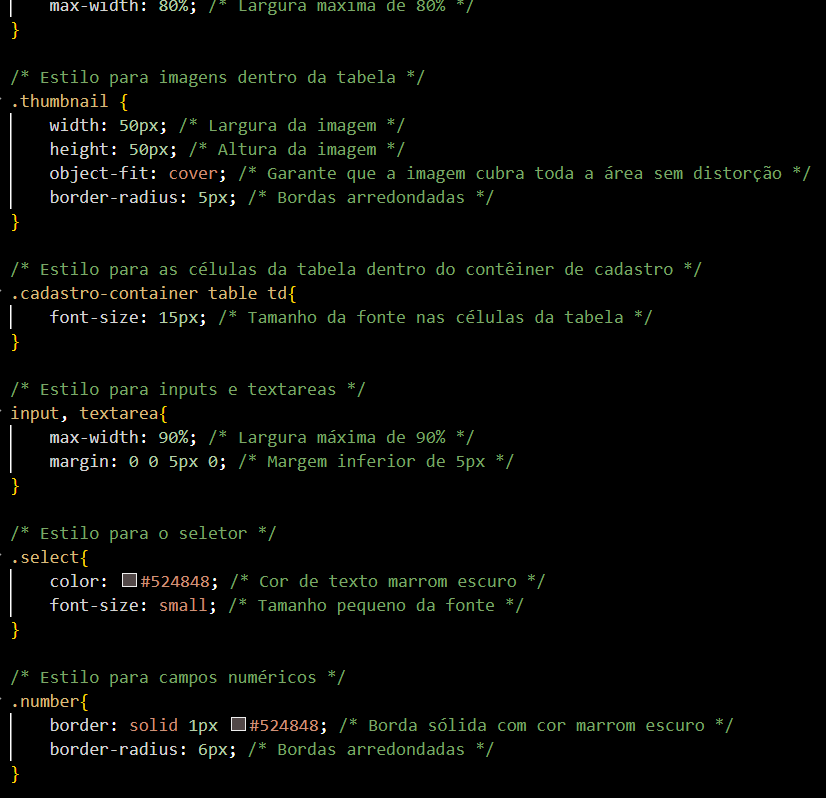 max-width: 80%; /* Largura máxima de 80% */
}
/* Estilo para imagens dentro da tabela */
.thumbnail {
width: 50px; /* Largura da imagem */
height: 50px; /* Altura da imagem */
object-fit: cover; /* Garante que a imagem cubra toda a área sem distorção */
border-radius: 5px; /* Bordas arredondadas */
}
/* Estilo para as células da tabela dentro do contêiner de cadastro */
.cadastro-container table td{
font-size: 15px; /* Tamanho da fonte nas células da tabela */
}
/* Estilo para inputs e textareas */
input, textarea{
max-width: 90%; /* Largura máxima de 90% */
margin: 0 0 5px 0; /* Margem inferior de 5px */
}
/* Estilo para o seletor */
.select{
color: #524848; /* Cor de texto marrom escuro */
font-size: small; /* Tamanho pequeno da fonte */
}
/* Estilo para campos numéricos */
.number{
border: solid 1px #524848; /* Borda sólida com cor marrom escuro */
border-radius: 6px; /* Bordas arredondadas */
}